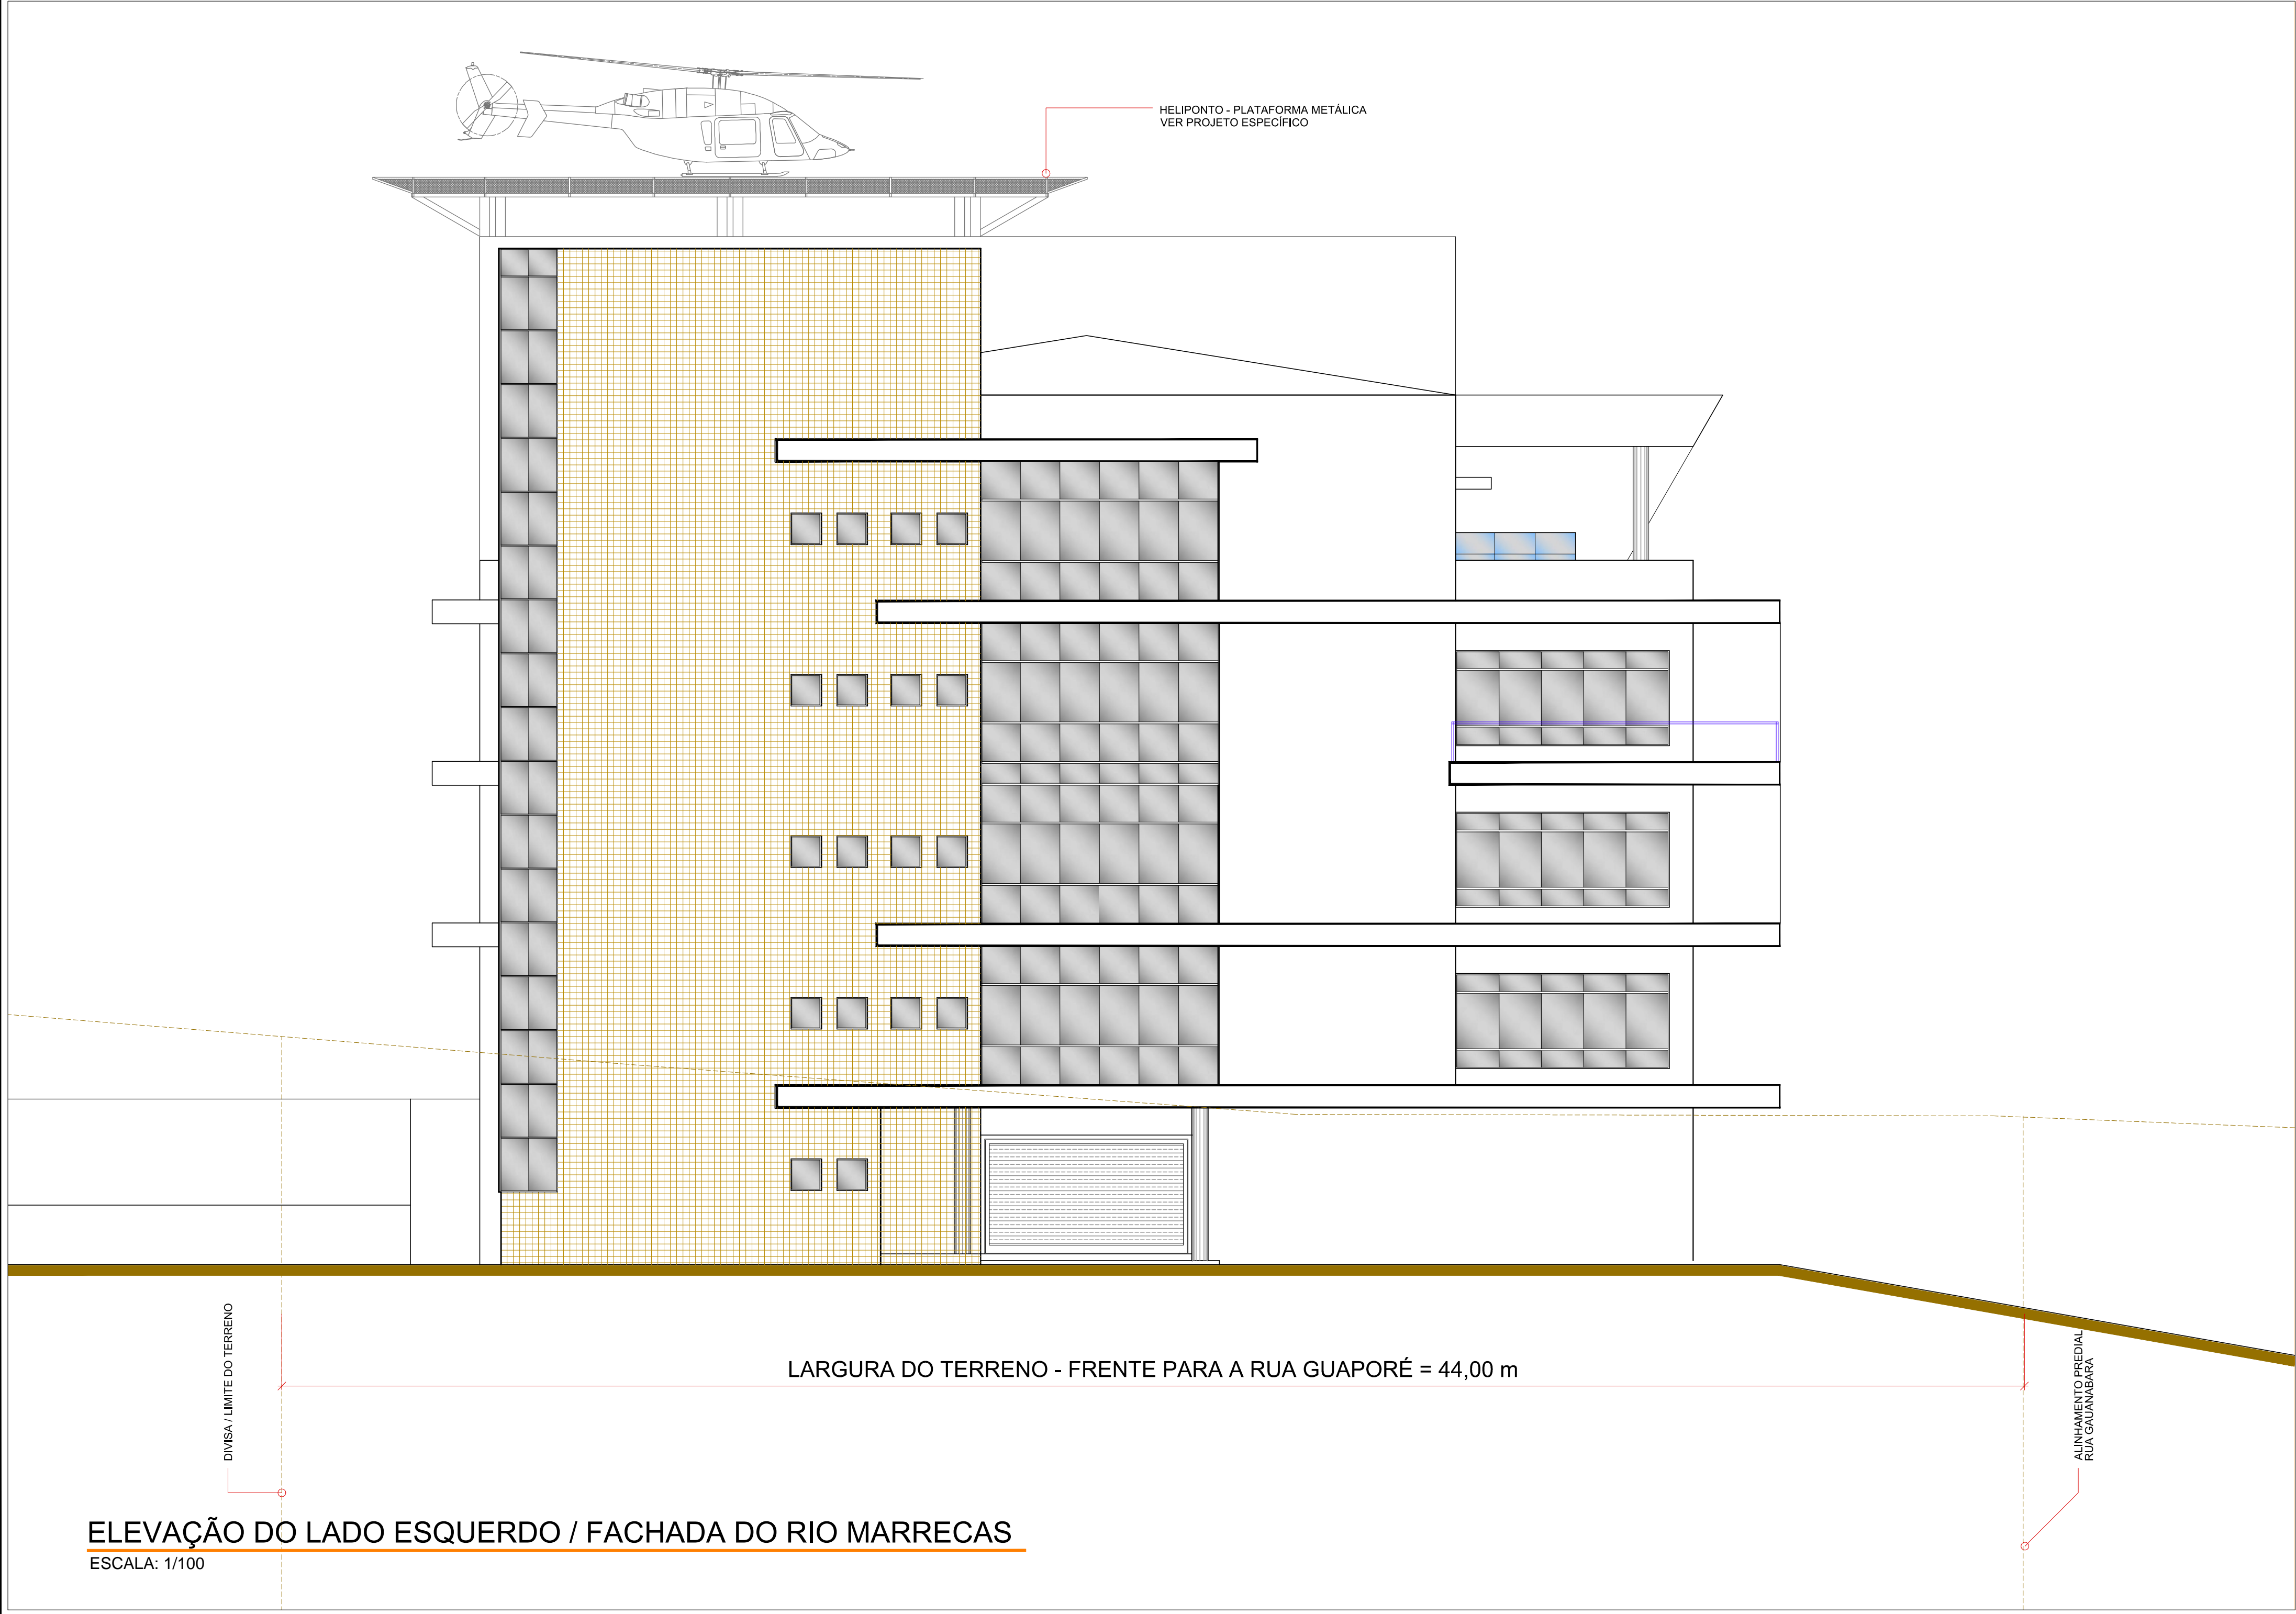 HELIPONTO - PLATAFORMA METÁLICA
VER PROJETO ESPECÍFICO
DIVISA / LIMITE DO TERRENO
LARGURA DO TERRENO - FRENTE PARA A RUA GUAPORÉ = 44,00 m
ALINHAMENTO PREDIAL
RUA GAUANABARA
ELEVAÇÃO DO LADO ESQUERDO / FACHADA DO RIO MARRECAS
ESCALA: 1/100